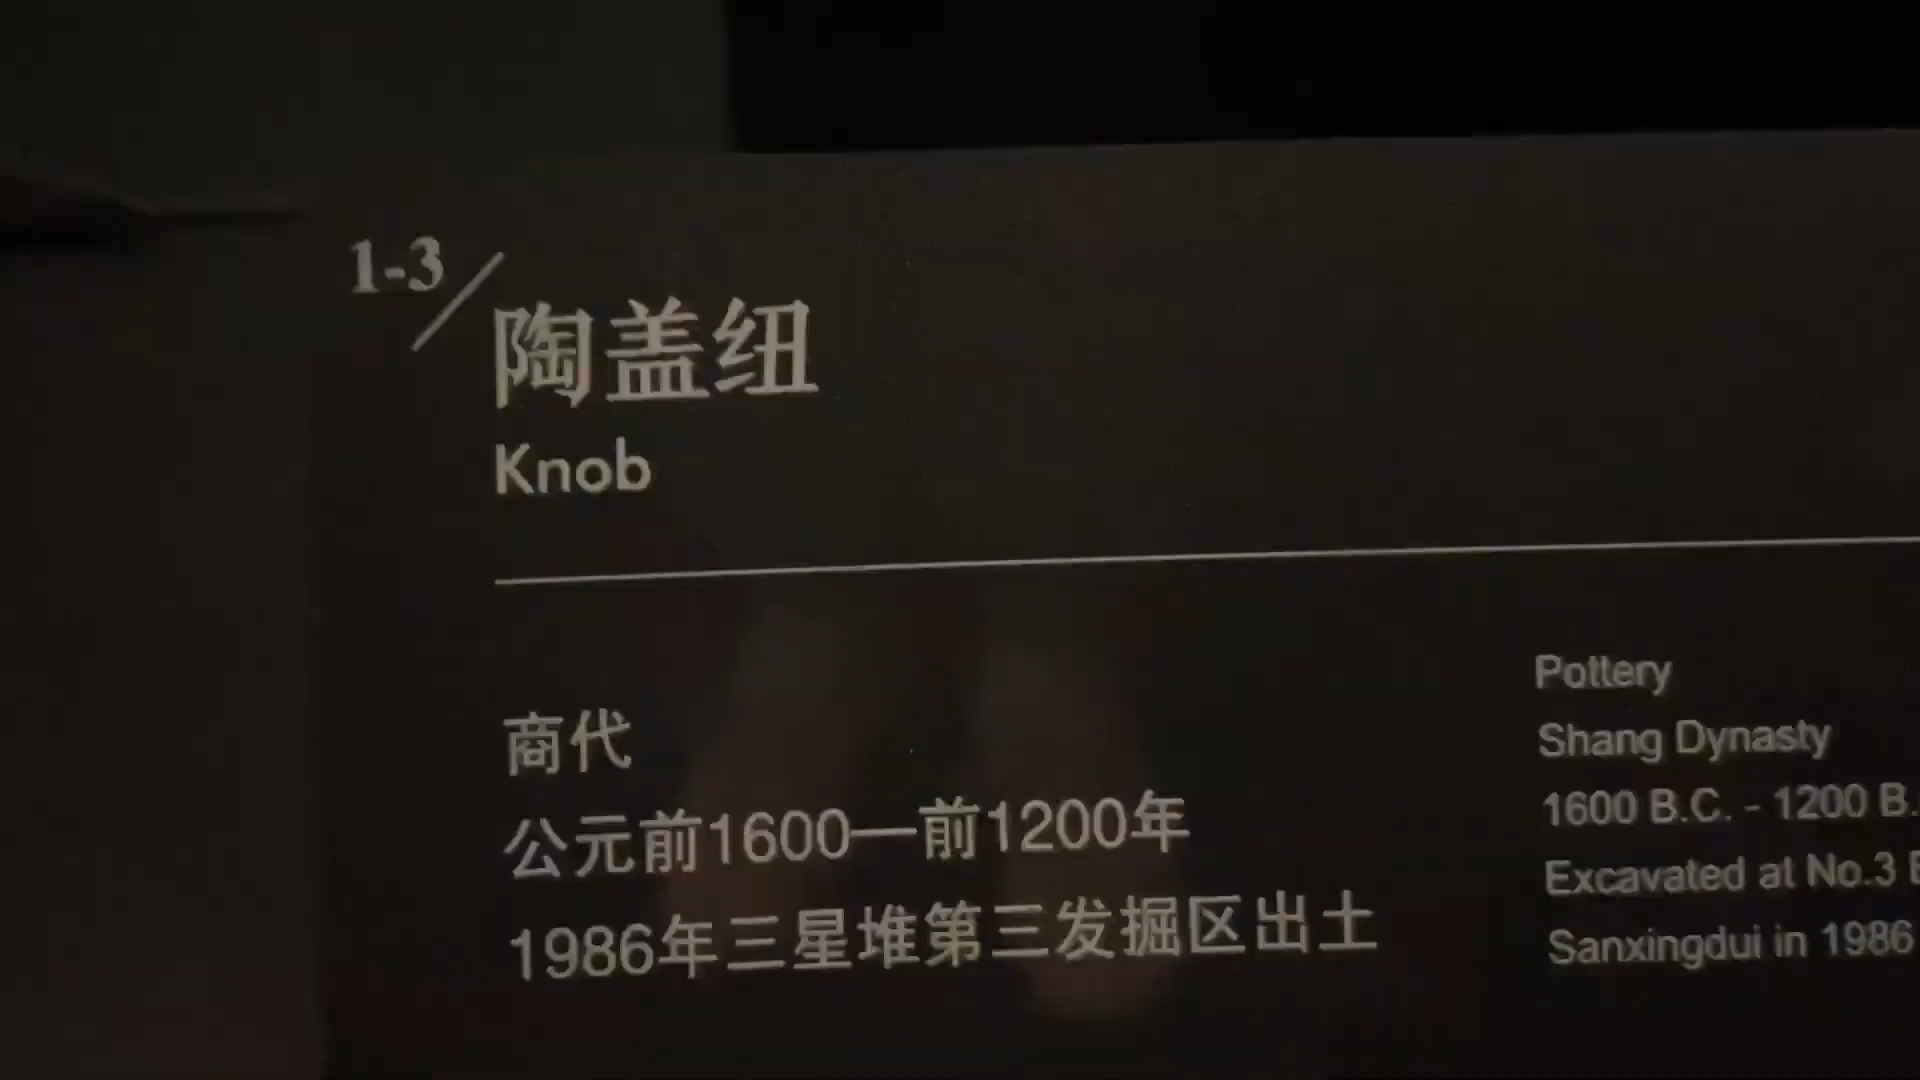 1-3
陶盖纽
Knob
商代
公元前1600—前1200年
1986年三星堆第三发掘区出土
Pottery
Shang Dynasty
1600 B.C. - 1200 B.
Excavated at No.3
Sanxingdui in 1986